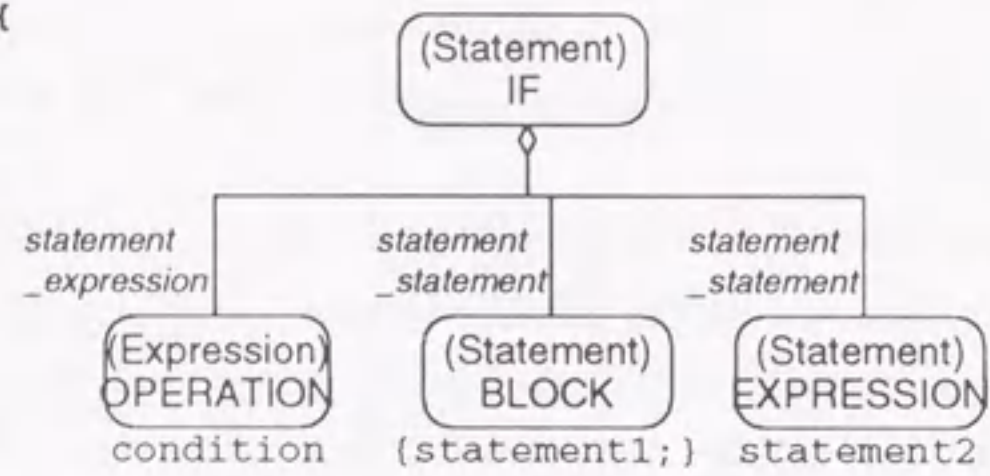 {
(Statement)
IF
statement
_expression
statement
_statement
statement
_statement
(Expression)
OPERATION
(Statement)
BLOCK
(Statement)
EXPRESSION
condition
{statement1;}
statement2